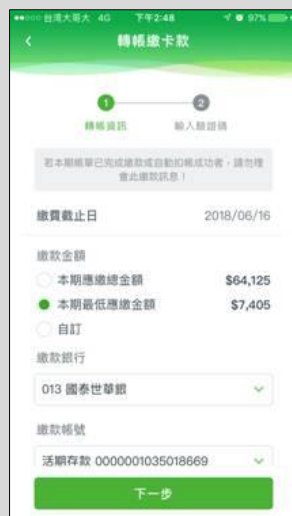 台灣大哥大 4G 下午2:48 97%
轉帳繳卡款
1 2
轉帳資訊 輸入驗證碼
若本期帳單已完成繳款或自動扣帳成功者，請勿理
會此繳款訊息！
繳費截止日 2018/06/16
繳款金額
本期應繳總金額 $64,125
本期最低應繳金額 $7,405
自訂
繳款銀行
013 國泰世華銀
繳款帳號
活期存款 0000001035018669
下一步